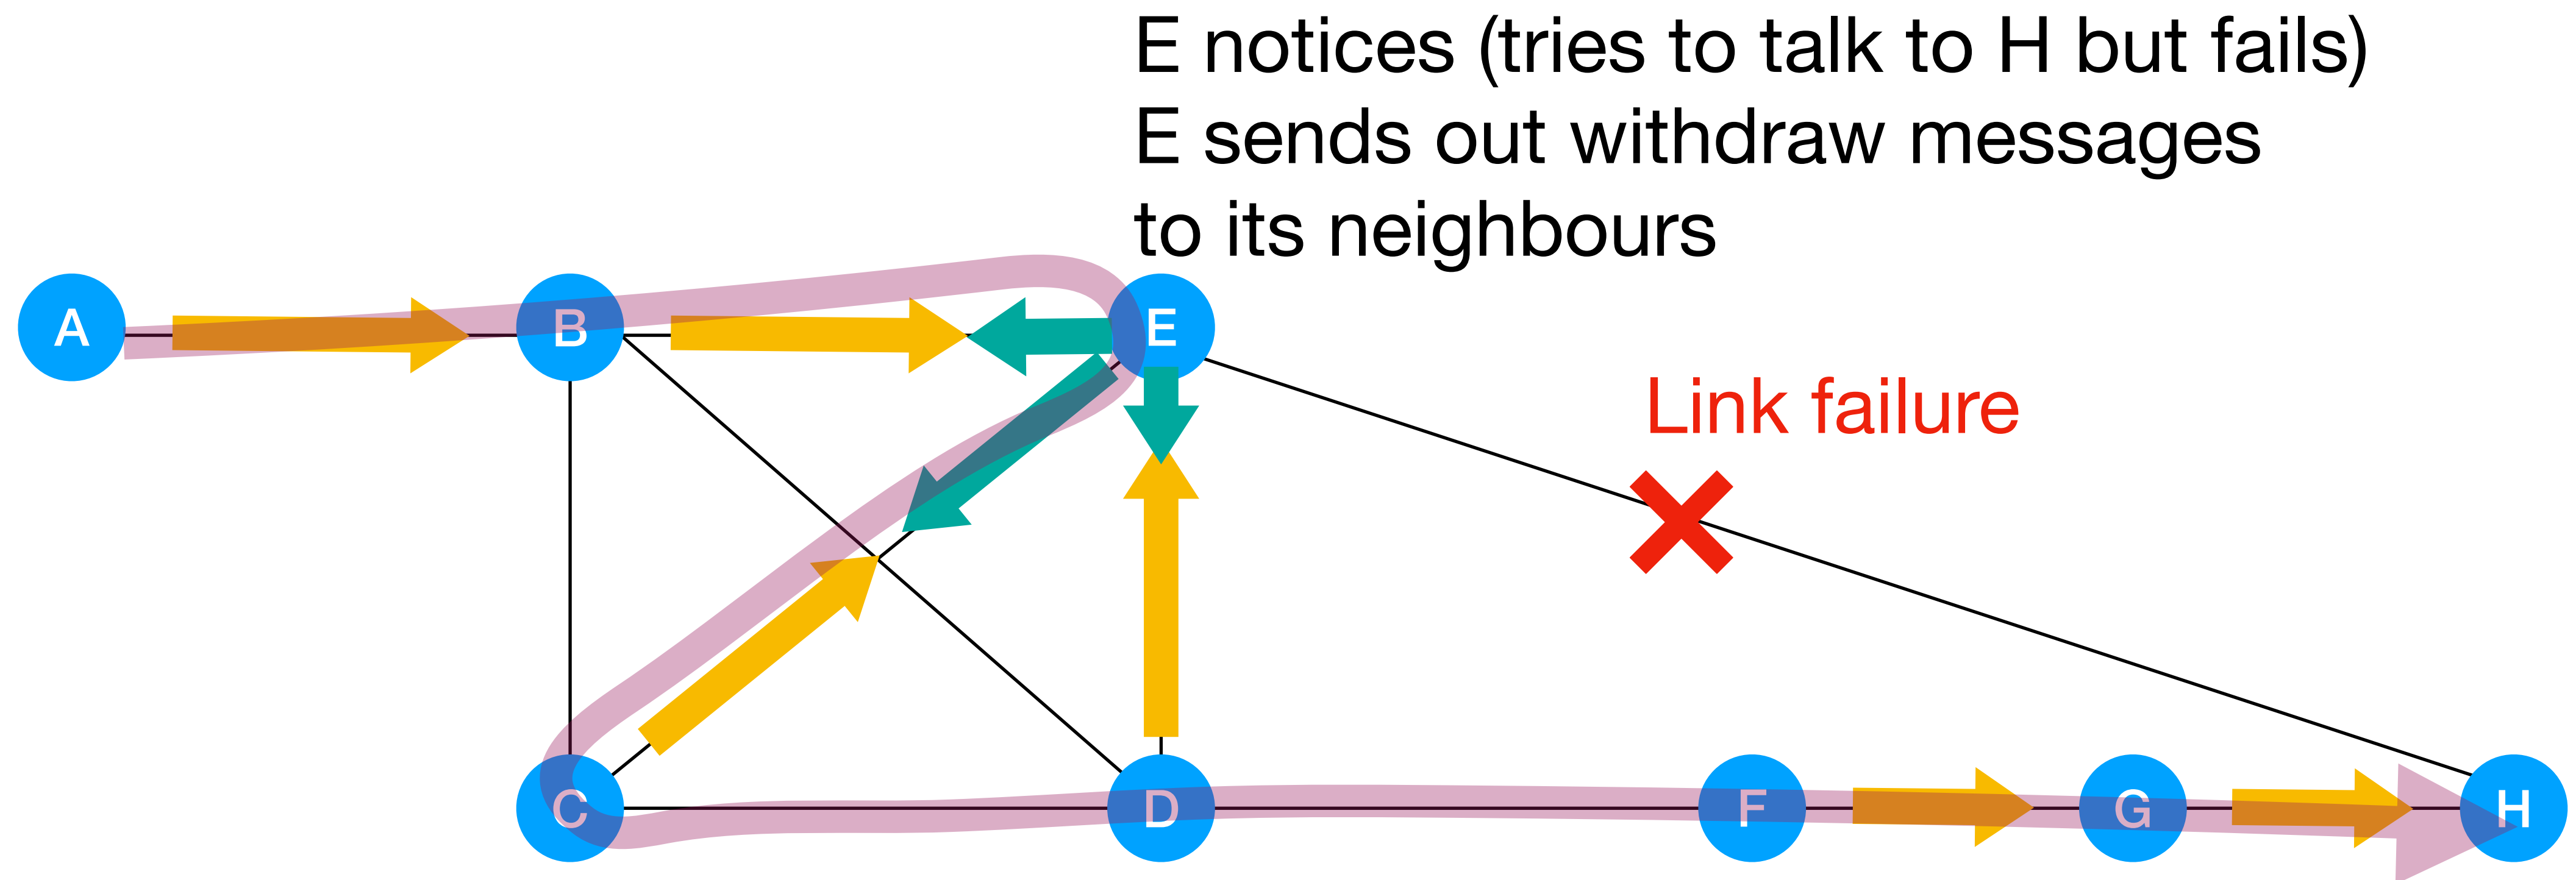 E notices (tries to talk to H but fails)
E sends out withdraw messages
to its neighbours
A
B
E
Link failure
C
D
F
G
H